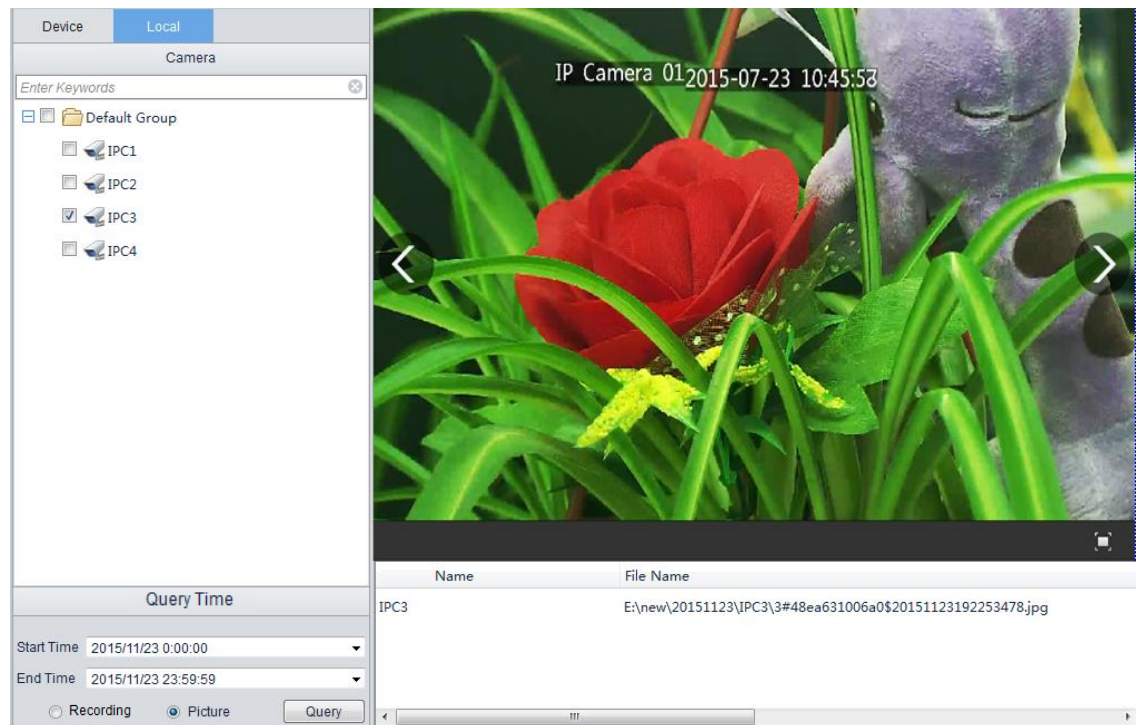 Device Local
Camera
Enter Keywords
Default Group
IPC1
IPC2
IPC3
IPC4
Query Time
Start Time 2015/11/23 0:00:00
End Time 2015/11/23 23:59:59
Recording Picture Query
IP Camera 01 2015-07-23 10:45:53
Name File Name
IPC3 E:\new\20151123\IPC3\3#48ea631006a0$20151123192253478.jpg